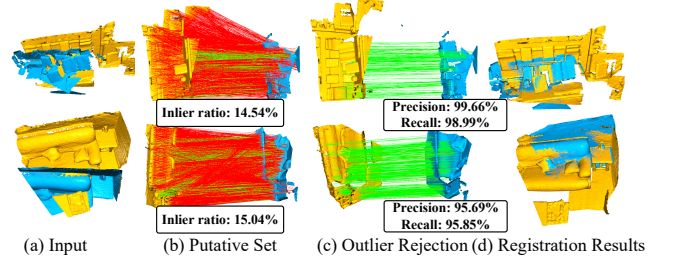 Inlier ratio: 14.54%
Precision: 99.66%
Recall: 98.99%
Inlier ratio: 15.04%
Precision: 95.69%
Recall: 95.85%
(a) Input (b) Putative Set (c) Outlier Rejection (d) Registration Results